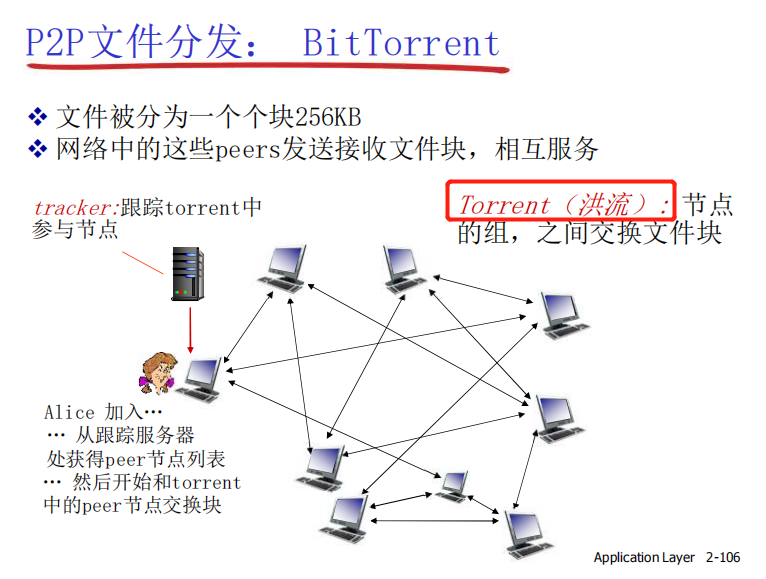 P2P文件分发： BitTorrent
文件被分为一个个块256KB
网络中的这些peers发送接收文件块，相互服务
tracker:跟踪torrent中
参与节点
Torrent（洪流）: 节点
的组，之间交换文件块
Alice 加入…
… 从跟踪服务器
处获得peer节点列表
… 然后开始和torrent
中的peer节点交换块
Application Layer 2-106